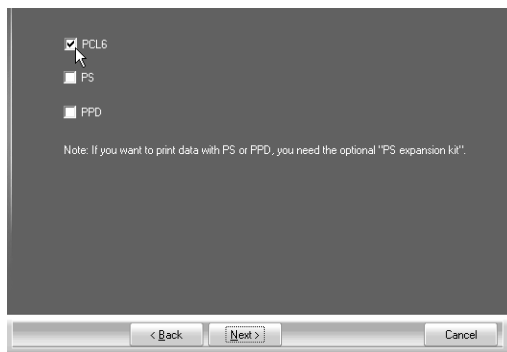 PCL6
PS
PPD
Note: If you want to print data with PS or PPD, you need the optional "PS expansion kit".
< Back Next > Cancel